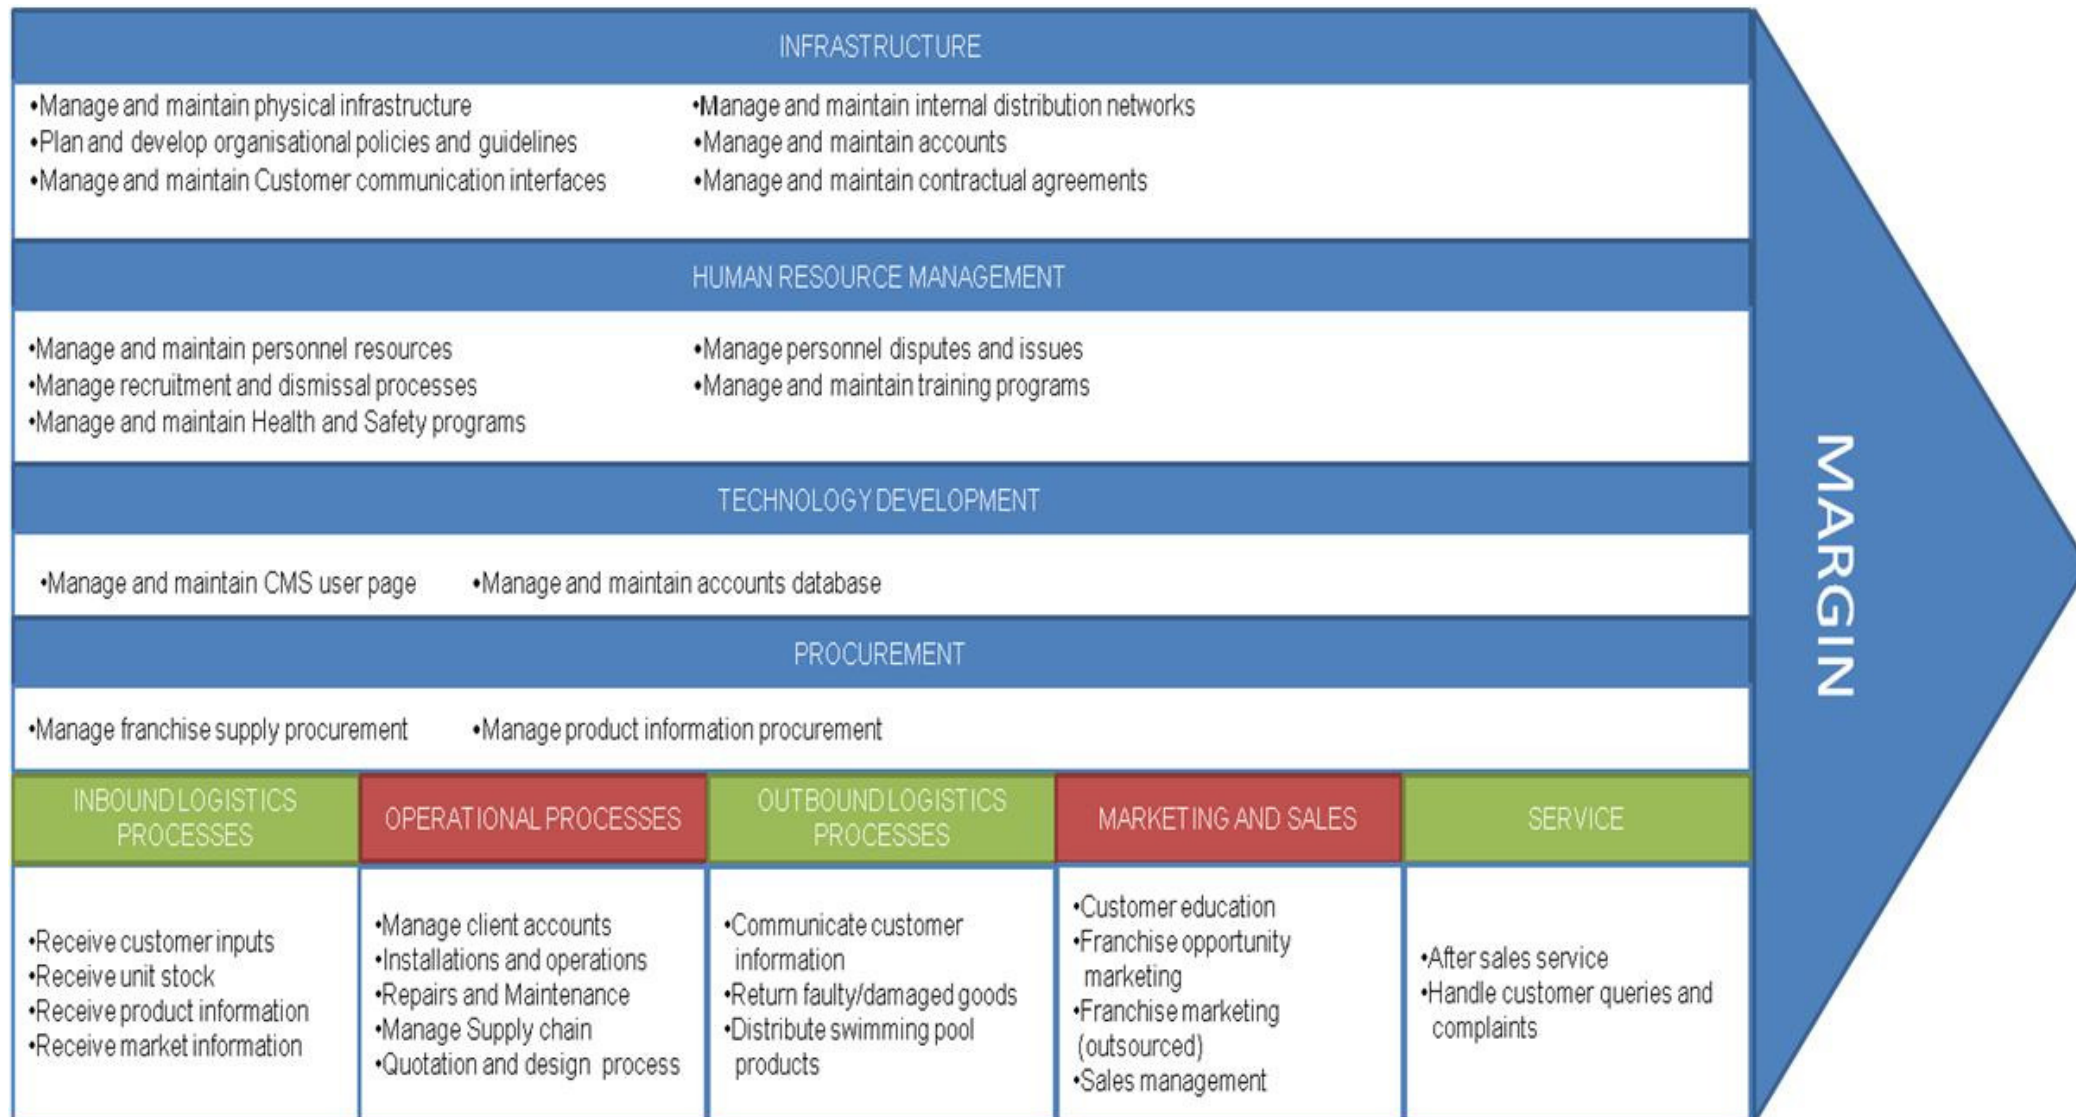 INFRASTRUCTURE
•Manage and maintain physical infrastructure
•Plan and develop organisational policies and guidelines
•Manage and maintain Customer communication interfaces
•Manage and maintain internal distribution networks
•Manage and maintain accounts
•Manage and maintain contractual agreements
HUMAN RESOURCE MANAGEMENT
•Manage and maintain personnel resources
•Manage recruitment and dismissal processes
•Manage and maintain Health and Safety programs
•Manage personnel disputes and issues
•Manage and maintain training programs
TECHNOLOGY DEVELOPMENT
•Manage and maintain CMS user page
•Manage and maintain accounts database
PROCUREMENT
•Manage franchise supply procurement
•Manage product information procurement
INBOUND LOGISTICS
PROCESSES
•Receive customer inputs
•Receive unit stock
•Receive product information
•Receive market information
OPERATIONAL PROCESSES
•Manage client accounts
•Installations and operations
•Repairs and Maintenance
•Manage Supply chain
•Quotation and design process
OUTBOUND LOGISTICS
PROCESSES
•Communicate customer
information
•Return faulty/damaged goods
•Distribute swimming pool
products
MARKETING AND SALES
•Customer education
•Franchise opportunity
marketing
•Franchise marketing
(outsourced)
•Sales management
SERVICE
•After sales service
•Handle customer queries and
complaints
MARGIN